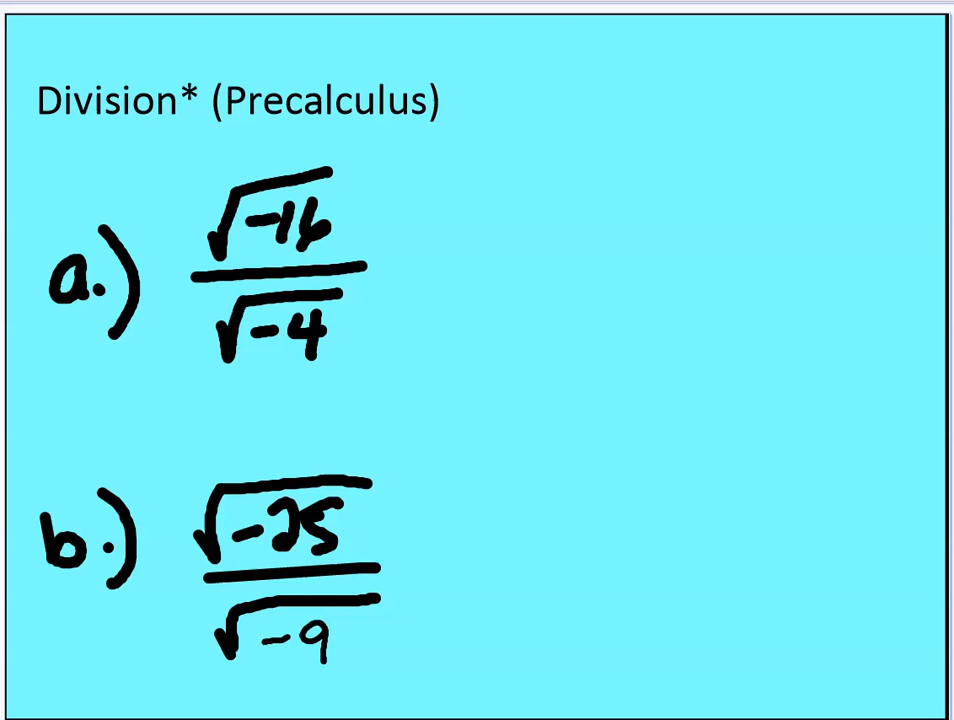 Division* (Precalculus)
a.) √-16
√-4
b.) √-25
√-9